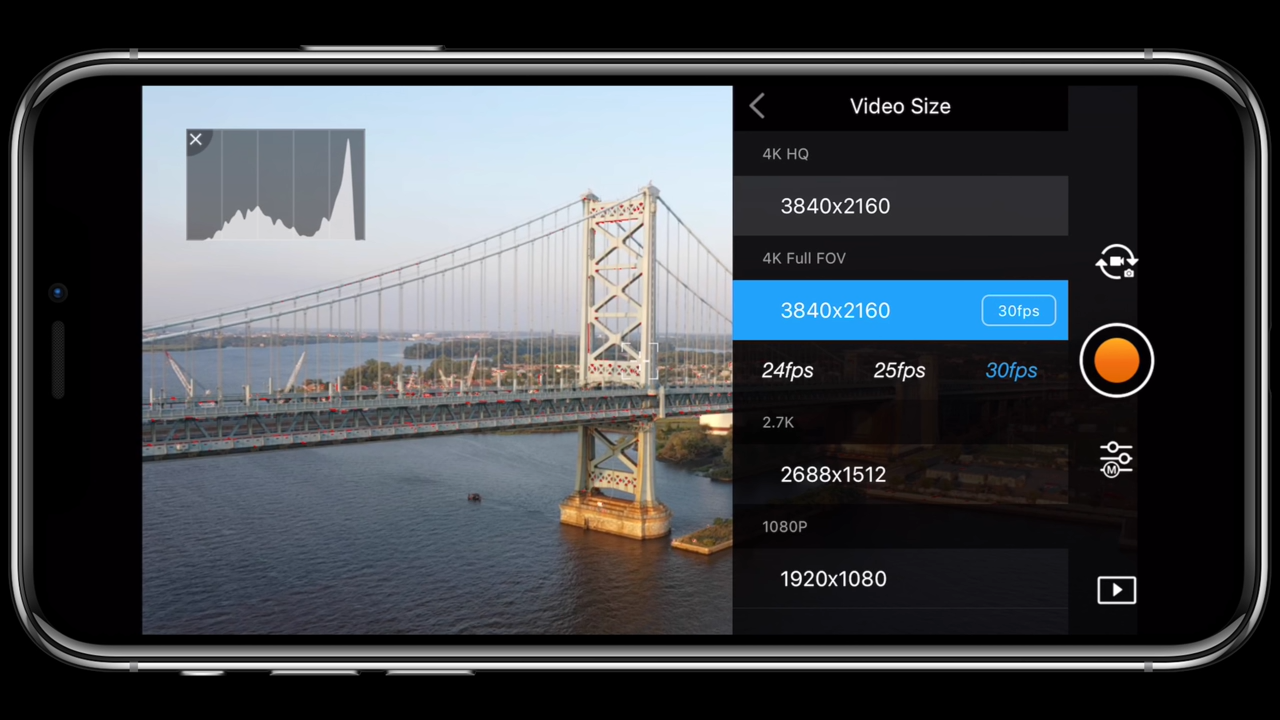 Video Size
4K HQ
3840x2160
4K Full FOV
3840x2160 30fps
24fps 25fps 30fps
2.7K
2688x1512
1080P
1920x1080
M